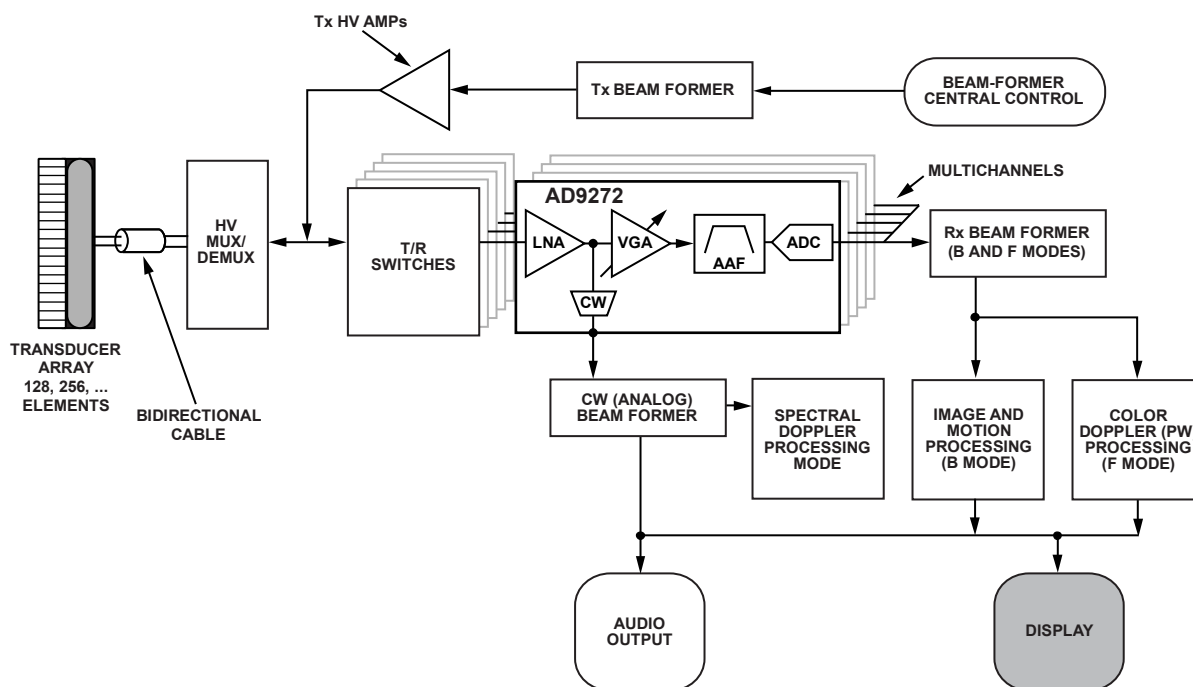 Tx HV AMPs
Tx BEAM FORMER
BEAM-FORMER
CENTRAL CONTROL
HV
MUX/
DEMUX
T/R
SWITCHES
AD9272
LNA
VGA
AAF
ADC
CW
MULTICHANNELS
Rx BEAM FORMER
(B AND F MODES)
TRANSDUCER
ARRAY
128, 256, ...
ELEMENTS
BIDIRECTIONAL
CABLE
CW (ANALOG)
BEAM FORMER
SPECTRAL
DOPPLER
PROCESSING
MODE
IMAGE AND
MOTION
PROCESSING
(B MODE)
COLOR
DOPPLER (PW
PROCESSING
(F MODE)
AUDIO
OUTPUT
DISPLAY